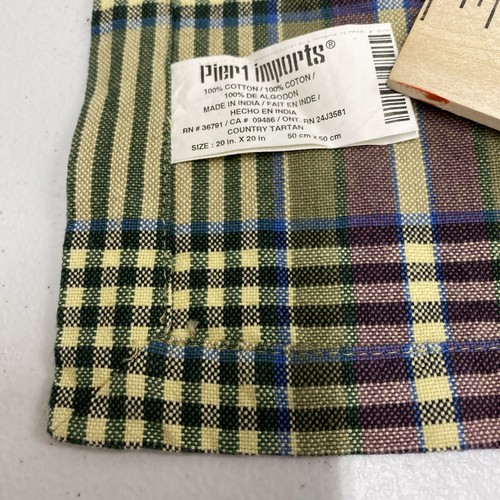 Pier1 imports®
100% COTTON / 100% COTON /
100% DE ALGODON
MADE IN INDIA / FAIT EN INDE /
HECHO EN INDIA
RN # 36791 / CA # 09486 / ONT. RN 24J3581
COUNTRY TARTAN
SIZE : 20 in. X 20 in 50 cm x 50 cm